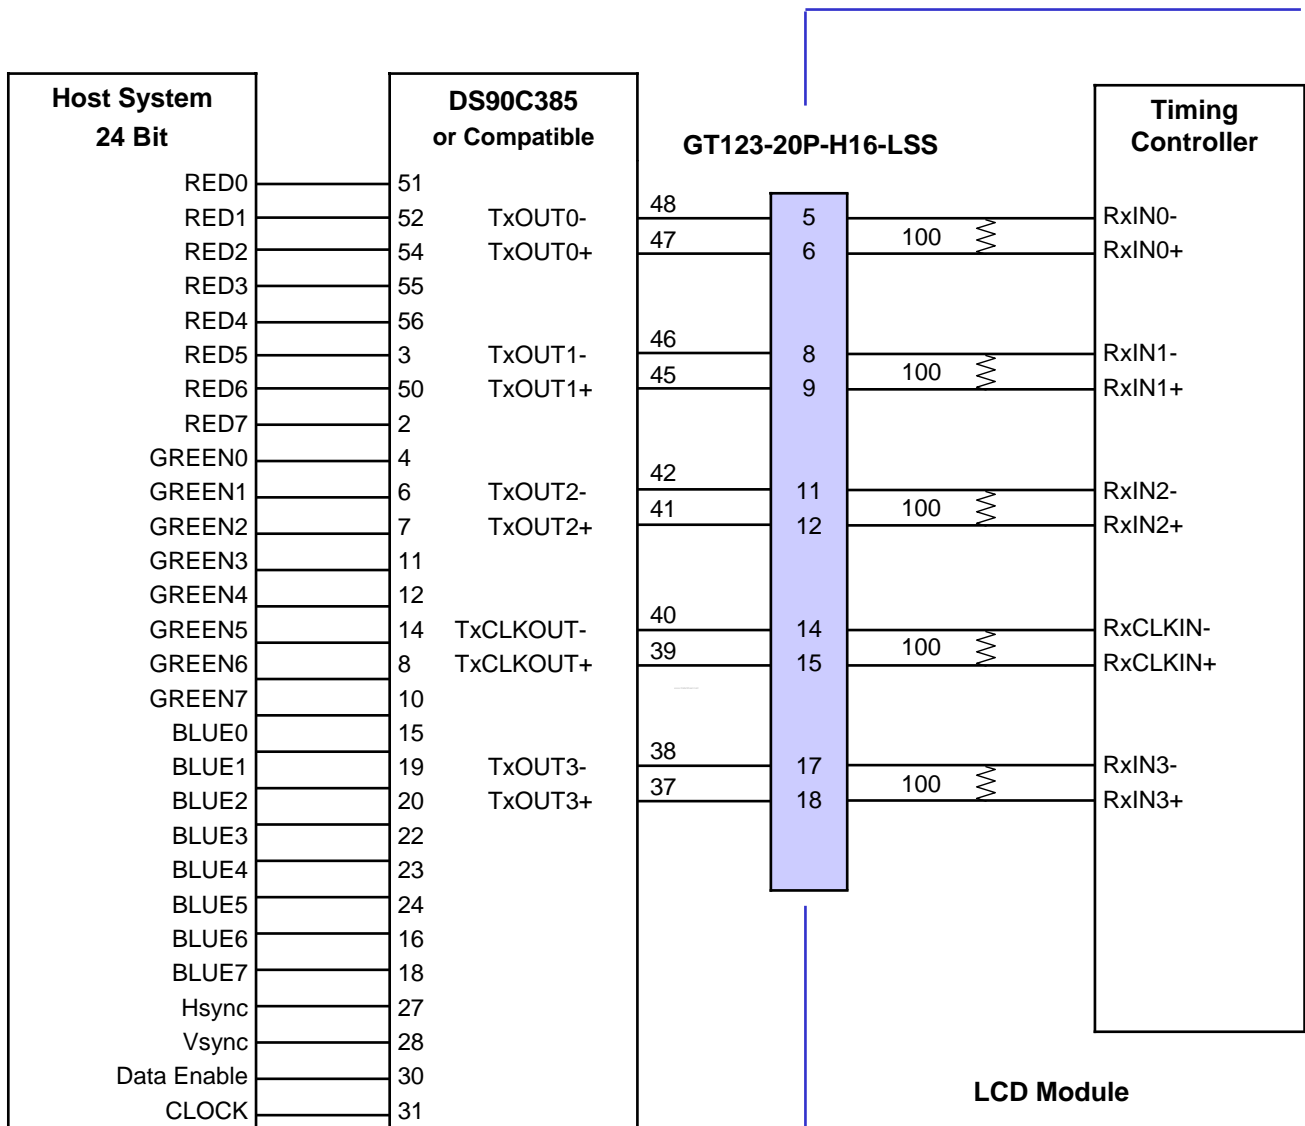 Host System
24 Bit
DS90C385
or Compatible
GT123-20P-H16-LSS
Timing
Controller
RED0 51
RED1 52 TxOUT0- 48 5 RxIN0-
100
RED2 54 TxOUT0+ 47 6 RxIN0+
RED3 55
RED4 56
RED5 3 TxOUT1- 46 8 RxIN1-
100
RED6 50 TxOUT1+ 45 9 RxIN1+
RED7 2
GREEN0 4
GREEN1 6 TxOUT2- 42 11 RxIN2-
100
GREEN2 7 TxOUT2+ 41 12 RxIN2+
GREEN3 11
GREEN4 12
GREEN5 14 TxCLKOUT- 40 14 RxCLKIN-
100
GREEN6 8 TxCLKOUT+ 39 15 RxCLKIN+
GREEN7 10
BLUE0 15
BLUE1 19 TxOUT3- 38 17 RxIN3-
100
BLUE2 20 TxOUT3+ 37 18 RxIN3+
BLUE3 22
BLUE4 23
BLUE5 24
BLUE6 16
BLUE7 18
Hsync 27
Vsync 28
Data Enable 30
CLOCK 31
LCD Module